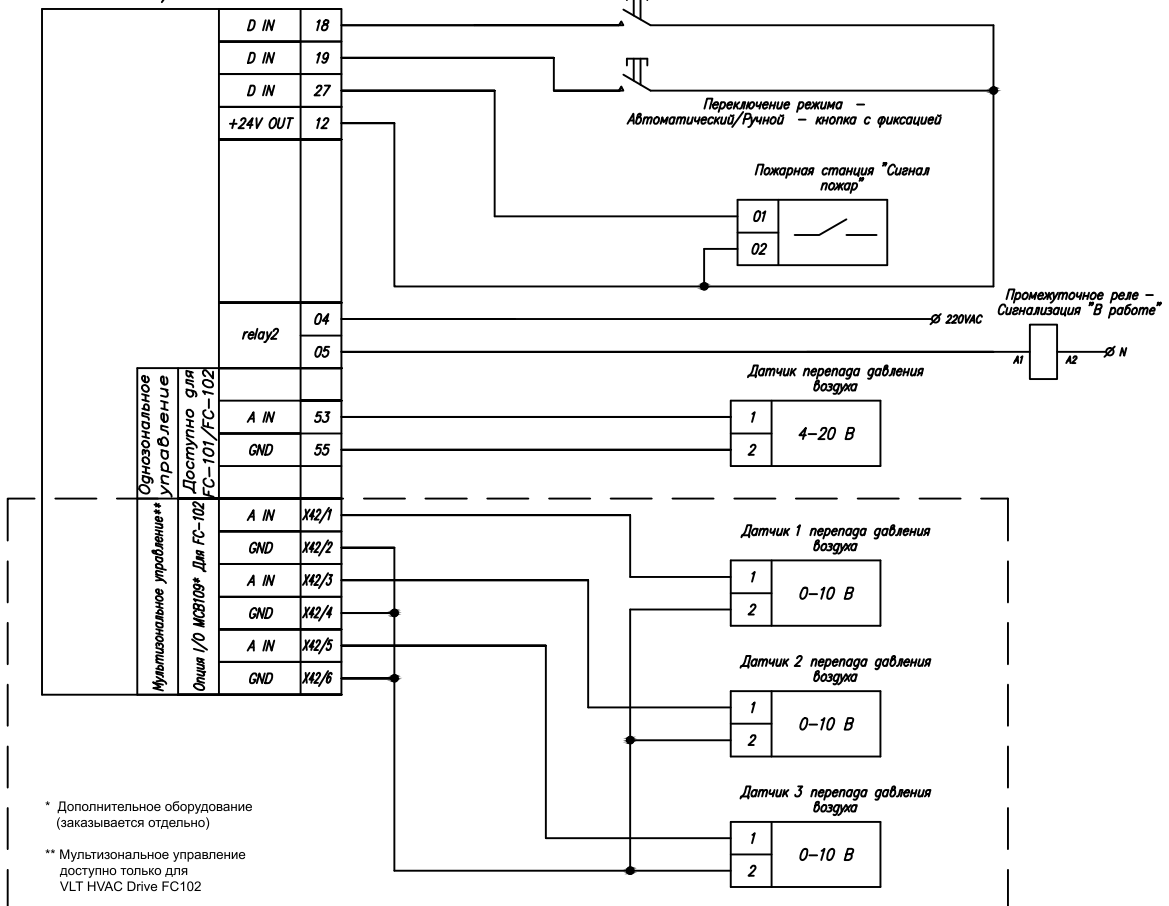 D IN 18
D IN 19
D IN 27
+24V OUT 12
Переключение режима –
Автоматический/Ручной – кнопка с фиксацией
Пожарная станция "Сигнал
пожар"
01
02
relay2
04
05
220VAC
Промежуточное реле –
Сигнализация "В работе"
A1
A2
N
Однозональное
управление
Доступно для
FC–101/FC–102
A IN 53
GND 55
Датчик перепада давления
воздуха
1
2
4–20 В
Мультизональное управление**
Опция I/O MCB109* Для FC–102
A IN X42/1
GND X42/2
A IN X42/3
GND X42/4
A IN X42/5
GND X42/6
Датчик 1 перепада давления
воздуха
1
2
0–10 В
Датчик 2 перепада давления
воздуха
1
2
0–10 В
Датчик 3 перепада давления
воздуха
1
2
0–10 В
* Дополнительное оборудование
(заказывается отдельно)
** Мультизональное управление
доступно только для
VLT HVAC Drive FC102